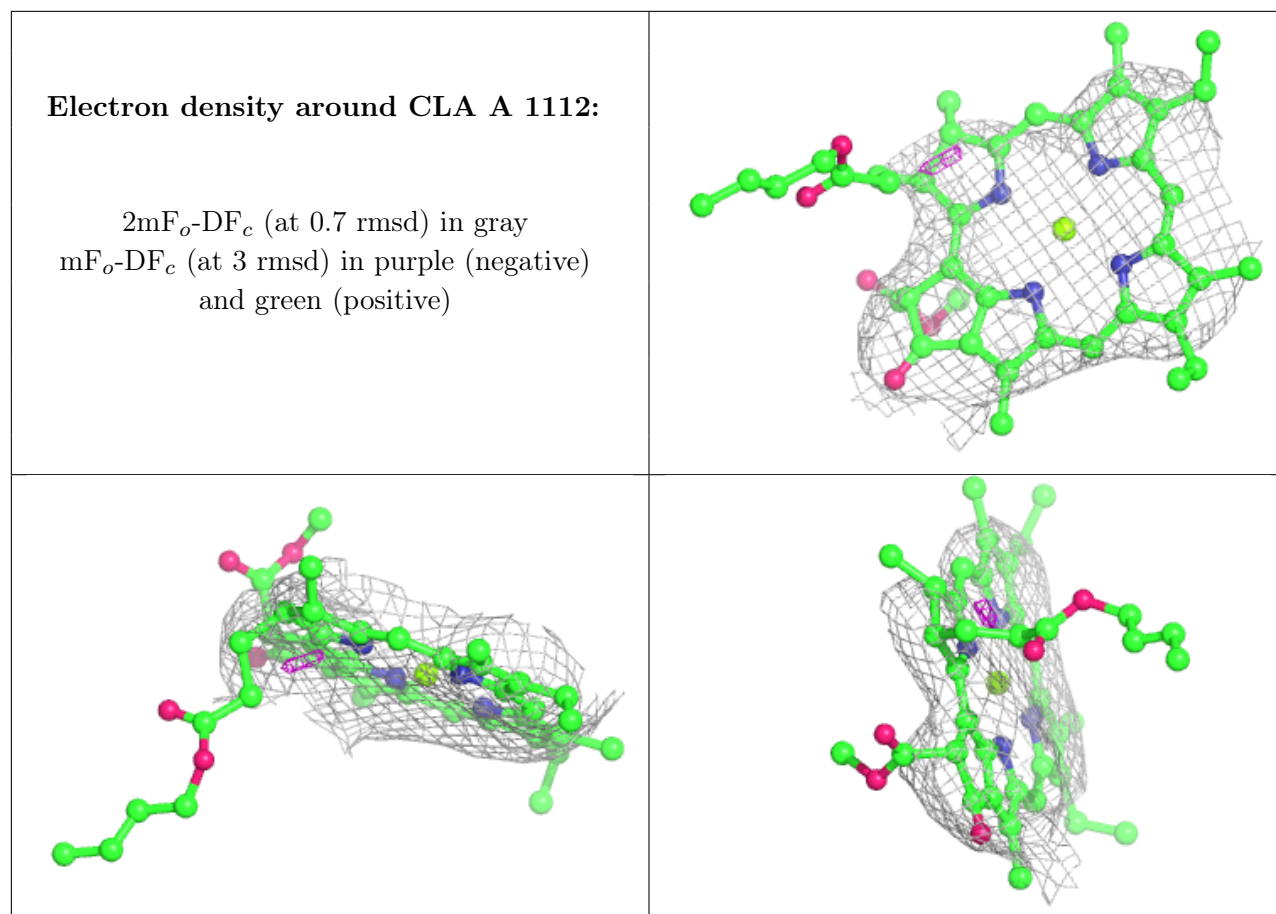 Electron density around CLA A 1112:
2mFo-DFc (at 0.7 rmsd) in gray
mFo-DFc (at 3 rmsd) in purple (negative)
and green (positive)